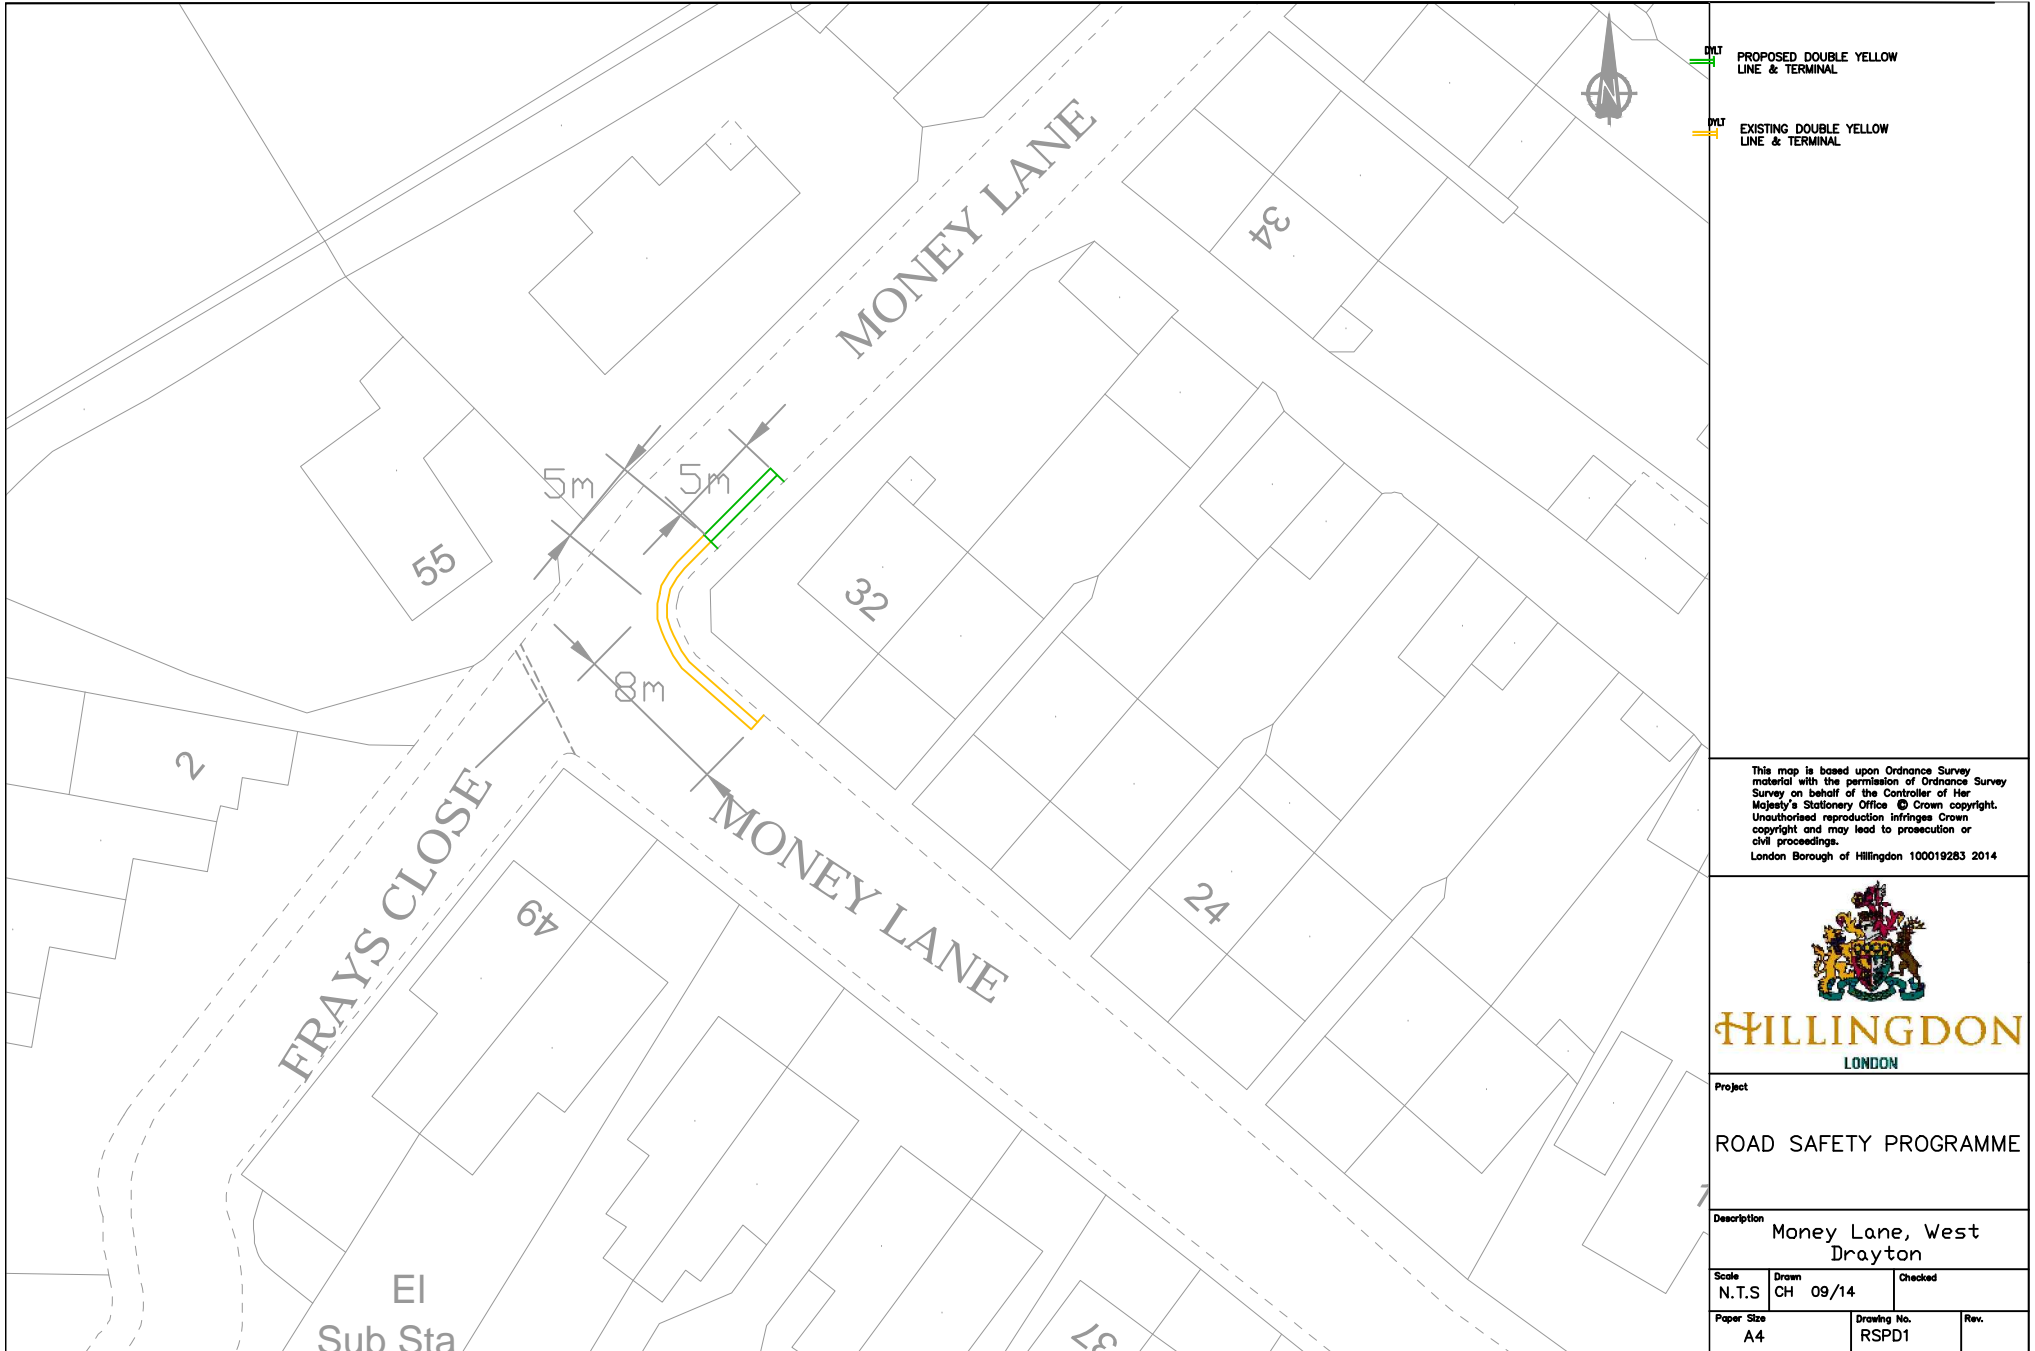 DYLT
PROPOSED DOUBLE YELLOW
LINE & TERMINAL
DYLT
EXISTING DOUBLE YELLOW
LINE & TERMINAL
N
MONEY LANE
34
5m
5m
55
32
8m
2
FRAYS CLOSE
MONEY LANE
49
24
El
Sub Sta
37
This map is based upon Ordnance Survey
material with the permission of Ordnance Survey
Survey on behalf of the Controller of Her
Majesty's Stationery Office © Crown copyright.
Unauthorised reproduction infringes Crown
copyright and may lead to prosecution or
civil proceedings.
London Borough of Hillingdon 100019283 2014
HILLINGDON
LONDON
Project
ROAD SAFETY PROGRAMME
Description
Money Lane, West
Drayton
Scale
N.T.S
Drawn
CH 09/14
Checked
Paper Size
A4
Drawing No.
RSPD1
Rev.